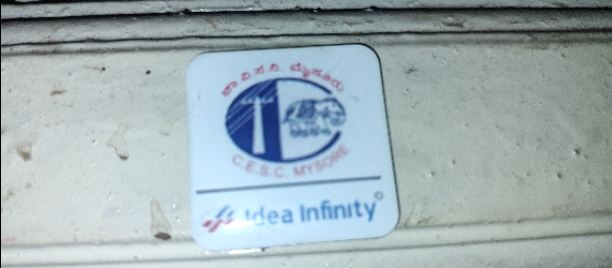 ಚಾ.ವಿ.ಸ.ನಿ. ಮೈಸೂರು
C.E.S.C. MYSORE
Idea Infinity